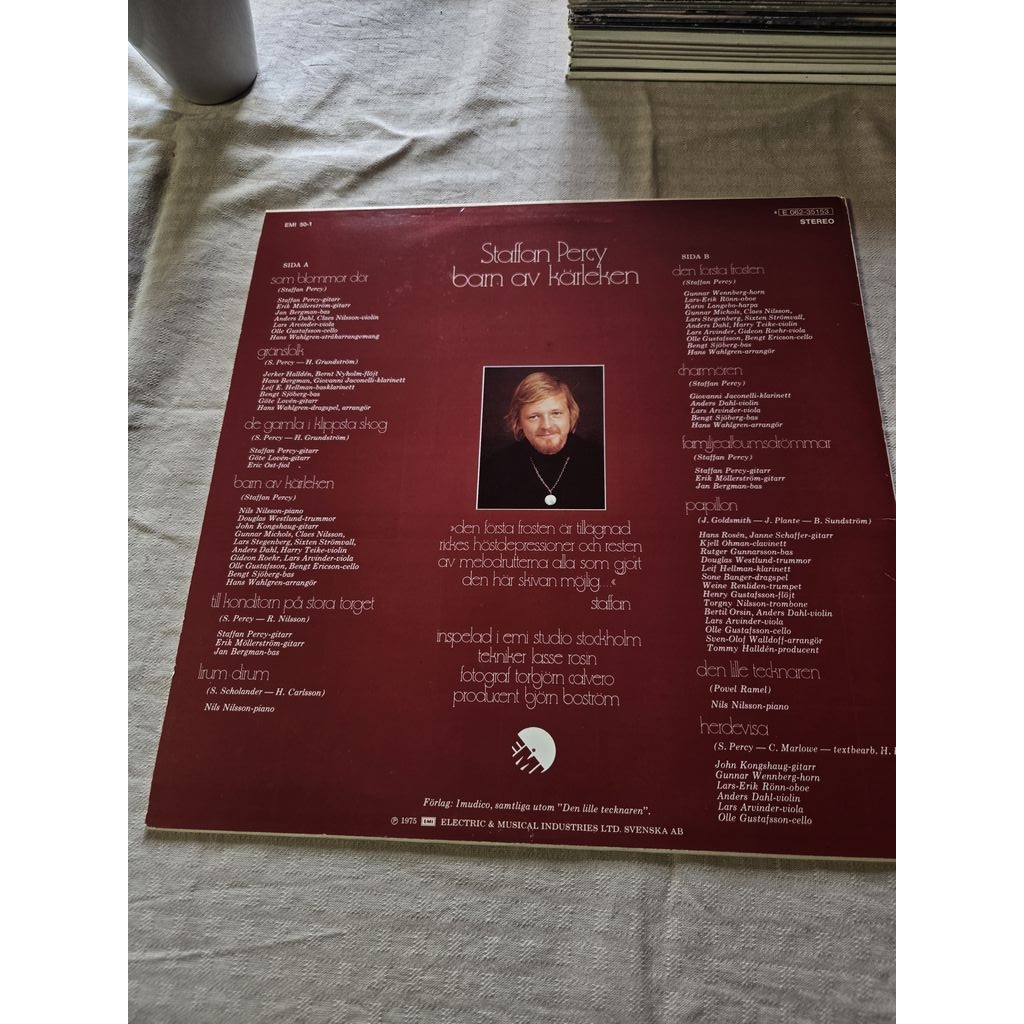 EMI 50-1
E 062-35153
STEREO
Staffan Percy
barn av kärleken
SIDA A
som blommor dör
(Staffan Percy)
Staffan Percy-gitarr
Erik Möllerström-gitarr
Jan Bergman-bas
Anders Dahl, Claes Nilsson-violin
Lars Arvinder-viola
Olle Gustafsson-cello
Hans Wahlgren-stråkarrangemang
gränsfolk
(S. Percy — H. Grundström)
Jerker Halldén, Bernt Nyholm-flöjt
Hans Bergman, Giovanni Jaconelli-klarinett
Leif E. Hellman-basklarinett
Bengt Sjöberg-bas
Göte Lovén-gitarr
Hans Wahlgren-dragspel, arrangör
de gamla i klippsta skog
(S. Percy — H. Grundström)
Staffan Percy-gitarr
Göte Lovén-gitarr
Eric Öst-fiol
barn av kärleken
(Staffan Percy)
Nils Nilsson-piano
Douglas Westlund-trummor
John Kongshaug-gitarr
Gunnar Michols, Claes Nilsson,
Lars Stegenberg, Sixten Strömvall,
Anders Dahl, Harry Teike-violin
Gideon Roehr, Lars Arvinder-viola
Olle Gustafsson, Bengt Ericson-cello
Bengt Sjöberg-bas
Hans Wahlgren-arrangör
till konditorn på stora torget
(S. Percy — R. Nilsson)
Staffan Percy-gitarr
Erik Möllerström-gitarr
Jan Bergman-bas
lirum dirum
(S. Scholander — H. Carlsson)
Nils Nilsson-piano
»den första frosten är tillägnad
rickes höstdepressioner och resten
av melodrutterna alla som gjort
den här skivan möjlig....«
staffan
inspelad i emi studio stockholm
tekniker lasse rosin
fotograf torbjörn calvero
producent björn boström
EMI
SIDA B
den första frosten
(Staffan Percy)
Gunnar Wennberg-horn
Lars-Erik Rönn-oboe
Karin Langebo-harpa
Gunnar Michols, Claes Nilsson,
Lars Stegenberg, Sixten Strömvall,
Anders Dahl, Harry Teike-violin
Lars Arvinder, Gideon Roehr-viola
Olle Gustafsson, Bengt Ericson-cello
Bengt Sjöberg-bas
Hans Wahlgren-arrangör
charmören
(Staffan Percy)
Giovanni Jaconelli-klarinett
Anders Dahl-violin
Lars Arvinder-viola
Bengt Sjöberg-bas
Hans Wahlgren-arrangör
familjealbumsdrömmar
(Staffan Percy)
Staffan Percy-gitarr
Erik Möllerström-gitarr
Jan Bergman-bas
papillon
(J. Goldsmith — J. Plante — B. Sundström)
Hans Rosén, Janne Schaffer-gitarr
Kjell Öhman-clavinett
Rutger Gunnarsson-bas
Douglas Westlund-trummor
Leif Hellman-klarinett
Sone Banger-dragspel
Weine Renliden-trumpet
Henry Gustafsson-flöjt
Torgny Nilsson-trombone
Bertil Orsin, Anders Dahl-violin
Lars Arvinder-viola
Olle Gustafsson-cello
Sven-Olof Walldoff-arrangör
Tommy Halldén-producent
den lille tecknaren
(Povel Ramel)
Nils Nilsson-piano
herdevisa
(S. Percy — C. Marlowe — textbearb. H.
John Kongshaug-gitarr
Gunnar Wennberg-horn
Lars-Erik Rönn-oboe
Anders Dahl-violin
Lars Arvinder-viola
Olle Gustafsson-cello
Förlag: Imudico, samtliga utom "Den lille tecknaren".
℗ 1975 EMI ELECTRIC & MUSICAL INDUSTRIES LTD. SVENSKA AB